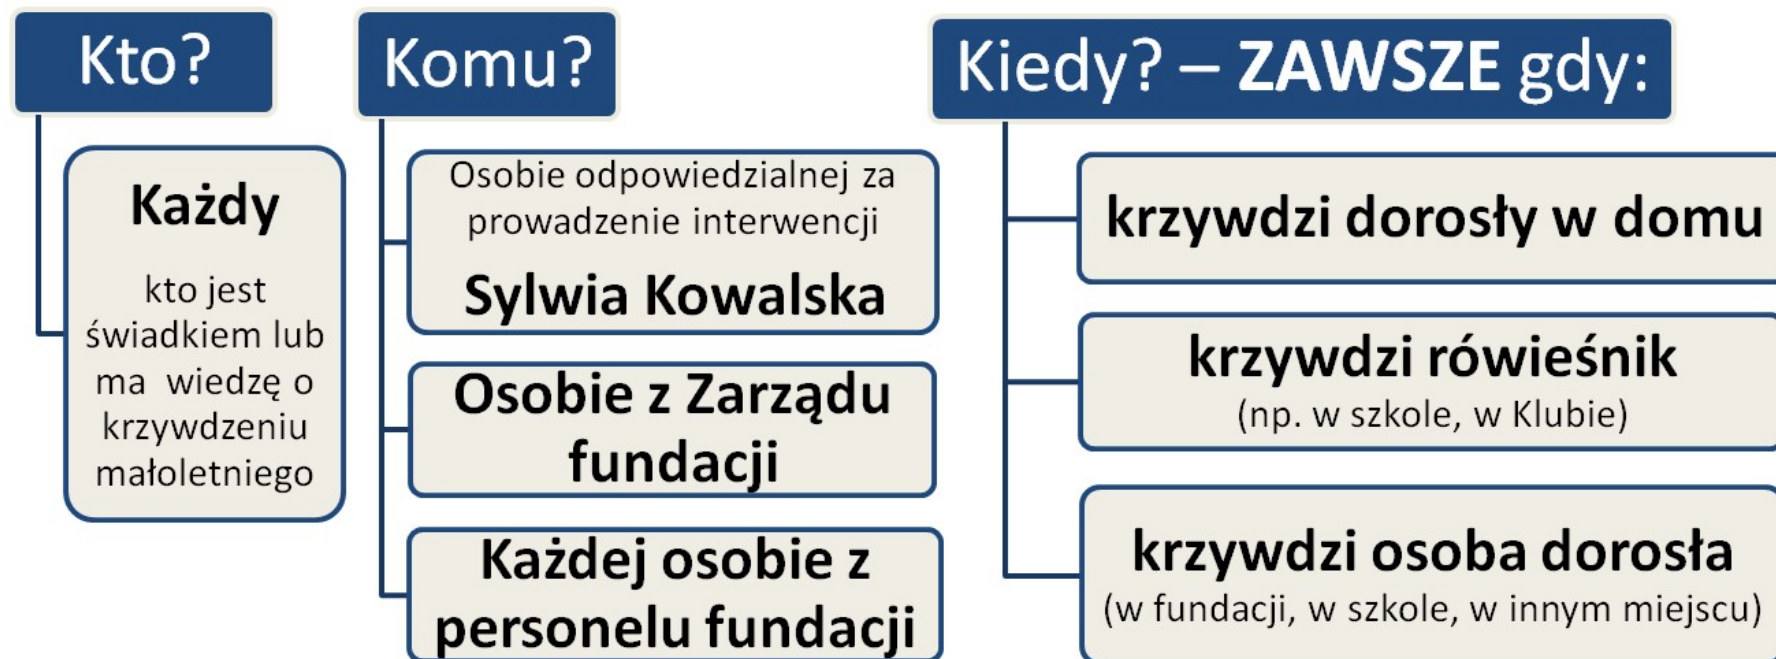 Kto?
Każdy
kto jest
świadkiem lub
ma wiedzę o
krzywdzeniu
małoletniego
Komu?
Osobie odpowiedzialnej za
prowadzenie interwencji
Sylwia Kowalska
Osobie z Zarządu
fundacji
Każdej osobie z
personelu fundacji
Kiedy? – ZAWSZE gdy:
krzywdzi dorosły w domu
krzywdzi rówieśnik
(np. w szkole, w Klubie)
krzywdzi osoba dorosła
(w fundacji, w szkole, w innym miejscu)